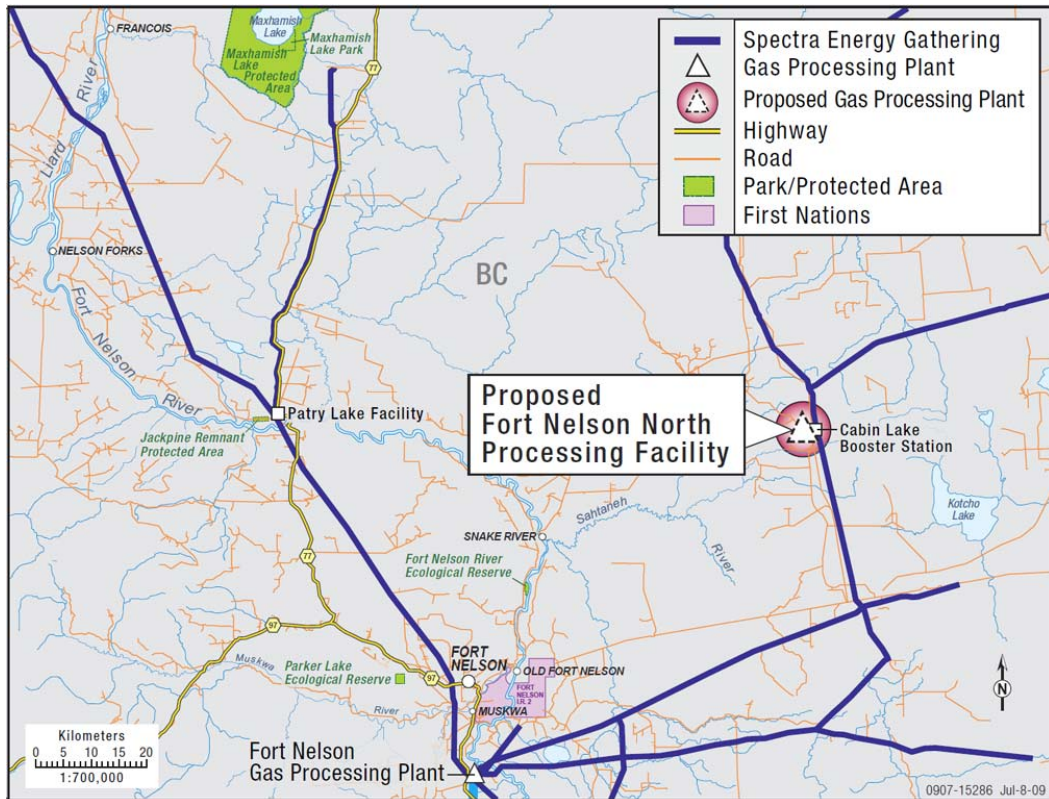 FRANCOIS
Maxhamish
Lake
Maxhamish
Lake Park
Maxhamish
Lake
Protected
Area
77
Spectra Energy Gathering
Gas Processing Plant
Proposed Gas Processing Plant
Highway
Road
Park/Protected Area
First Nations
Liard
River
NELSON FORKS
Fort
Nelson
River
BC
Patry Lake Facility
Jackpine Remnant
Protected Area
Proposed
Fort Nelson North
Processing Facility
Cabin Lake
Booster Station
Kotcho
Lake
Sahtaneh
River
SNAKE RIVER
Fort Nelson River
Ecological Reserve
77
97
Muskwa
River
Parker Lake
Ecological Reserve
97
FORT
NELSON
OLD FORT NELSON
FORT
NELSON
I.R. 2
MUSKWA
N
Kilometers
0 5 10 15 20
1:700,000
Fort Nelson
Gas Processing Plant
0907-15286 Jul-8-09